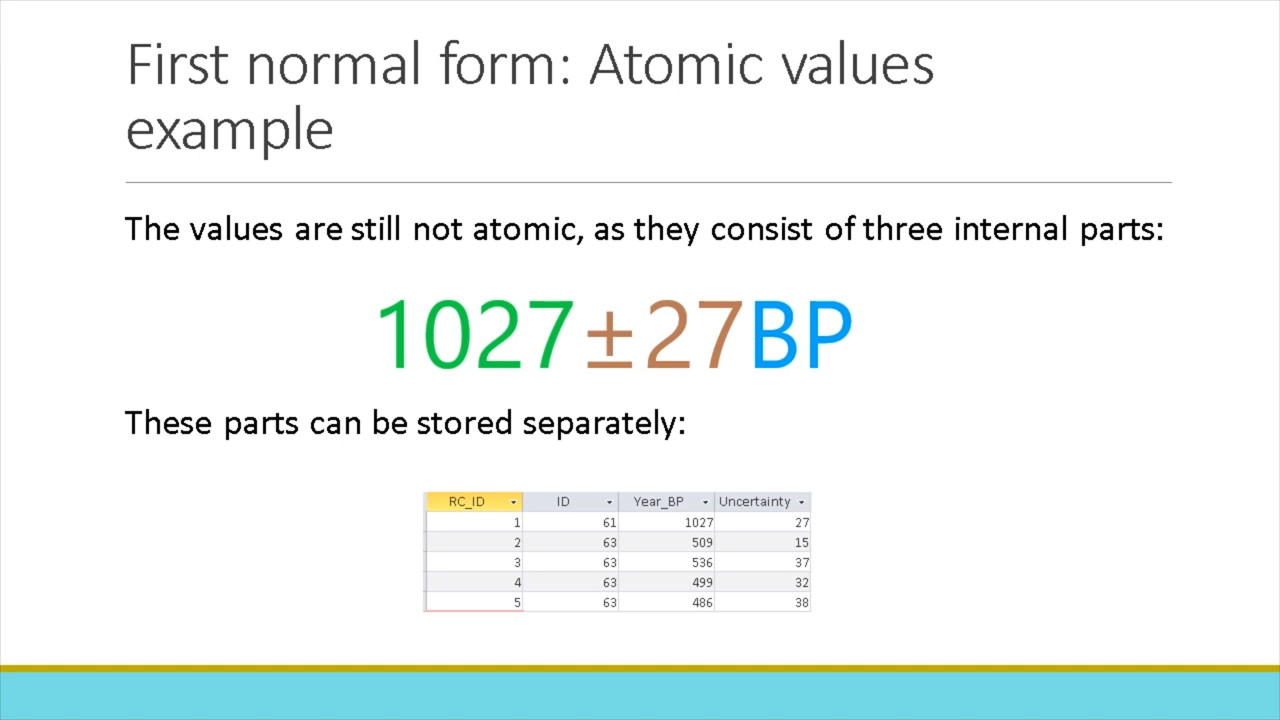 First normal form: Atomic values
example
The values are still not atomic, as they consist of three internal parts:
1027±27BP
These parts can be stored separately:
RC_ID ID Year_BP Uncertainty
1 61 1027 27
2 63 509 15
3 63 536 37
4 63 499 32
5 63 486 38